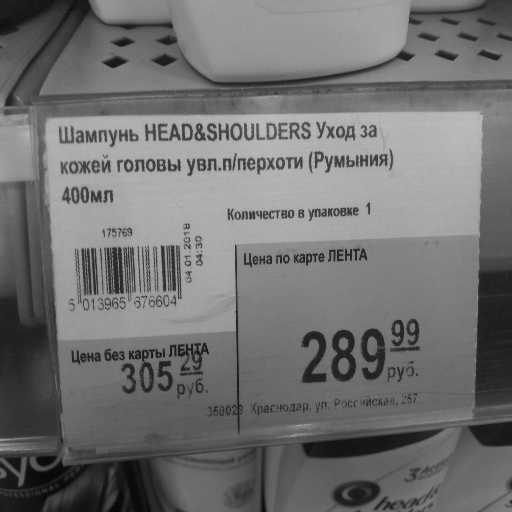 Шампунь HEAD&SHOULDERS Уход за
кожей головы увл.п/перхоти (Румыния)
400мл
Количество в упаковке 1
175769
04.01.2018
04:30
5 013965 676604
Цена по карте ЛЕНТА
289 99
руб.
Цена без карты ЛЕНТА
305 29
руб.
350029 Краснодар, ул. Российская, 257
head